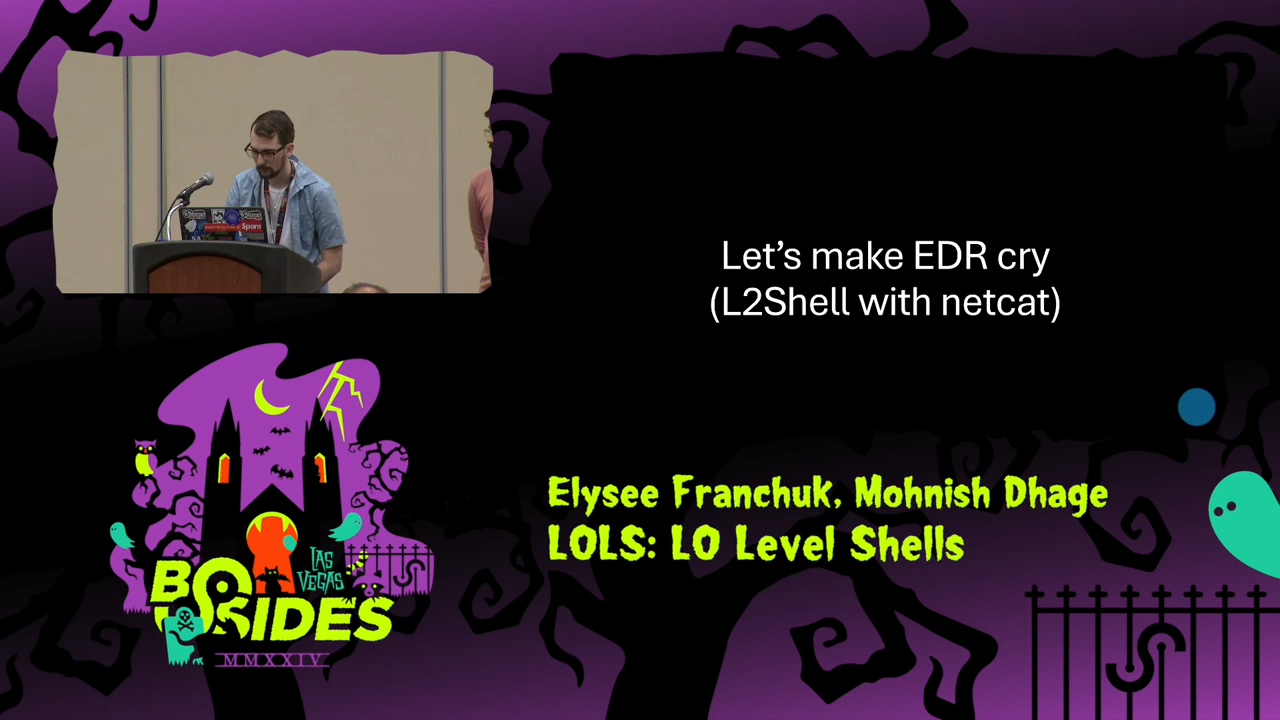 Let's make EDR cry
(L2Shell with netcat)
Spam
Elysee Franchuk, Mohnish Dhage
LOLS: LO Level Shells
LAS
VEGAS
BSIDES
MMXXIV